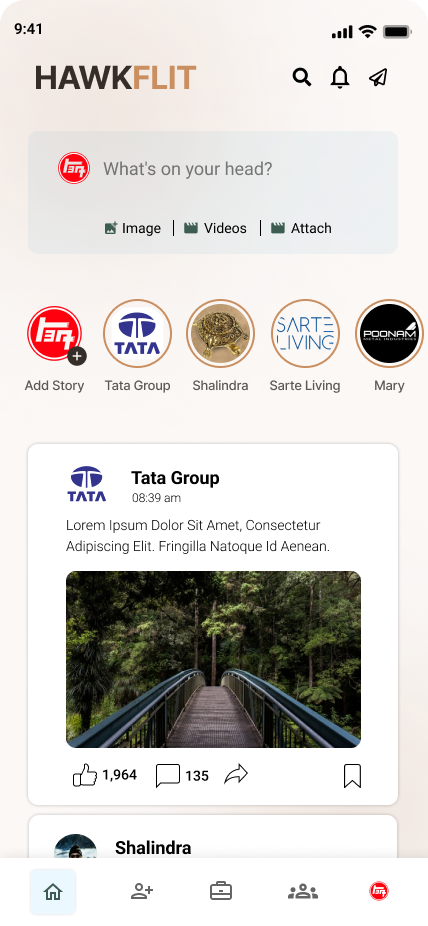 9:41
HAWKFLIT
What's on your head?
Image
Videos
Attach
Add Story
Tata Group
Shalindra
Sarte Living
Mary
TATA
SARTE
LIVING
POONAM
METAL INDUSTRIES
Tata Group
TATA
08:39 am
Lorem Ipsum Dolor Sit Amet, Consectetur
Adipiscing Elit. Fringilla Natoque Id Aenean.
1,964
135
Shalindra